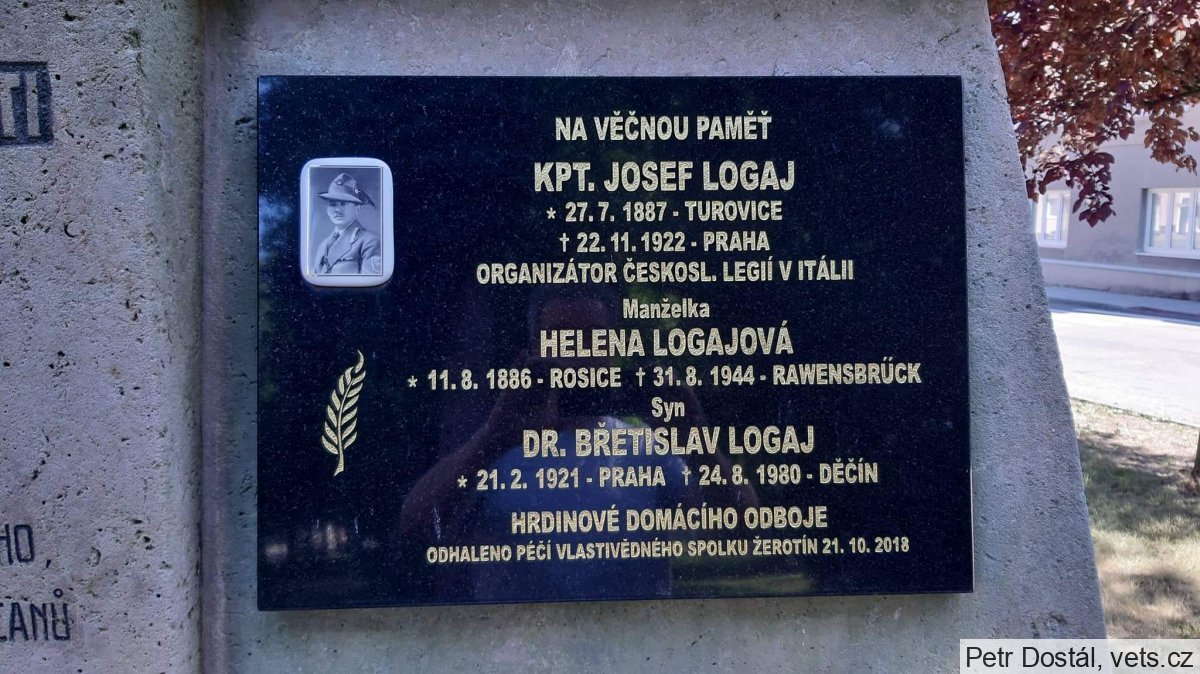 NA VĚČNOU PAMĚŤ
KPT. JOSEF LOGAJ
* 27. 7. 1887 - TUROVICE
† 22. 11. 1922 - PRAHA
ORGANIZÁTOR ČESKOSL. LEGIÍ V ITÁLII
Manželka
HELENA LOGAJOVÁ
* 11. 8. 1886 - ROSICE † 31. 8. 1944 - RAWENSBRÜCK
Syn
DR. BŘETISLAV LOGAJ
* 21. 2. 1921 - PRAHA † 24. 8. 1980 - DĚČÍN
HRDINOVÉ DOMÁCÍHO ODBOJE
ODHALENO PÉČÍ VLASTIVĚDNÉHO SPOLKU ŽEROTÍN 21. 10. 2018
Petr Dostál, vets.cz